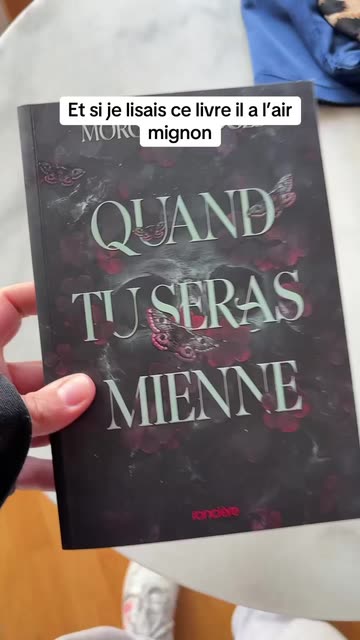 Et si je lisais ce livre il a l’air
mignon
QUAND
TU SERAS
MIENNE